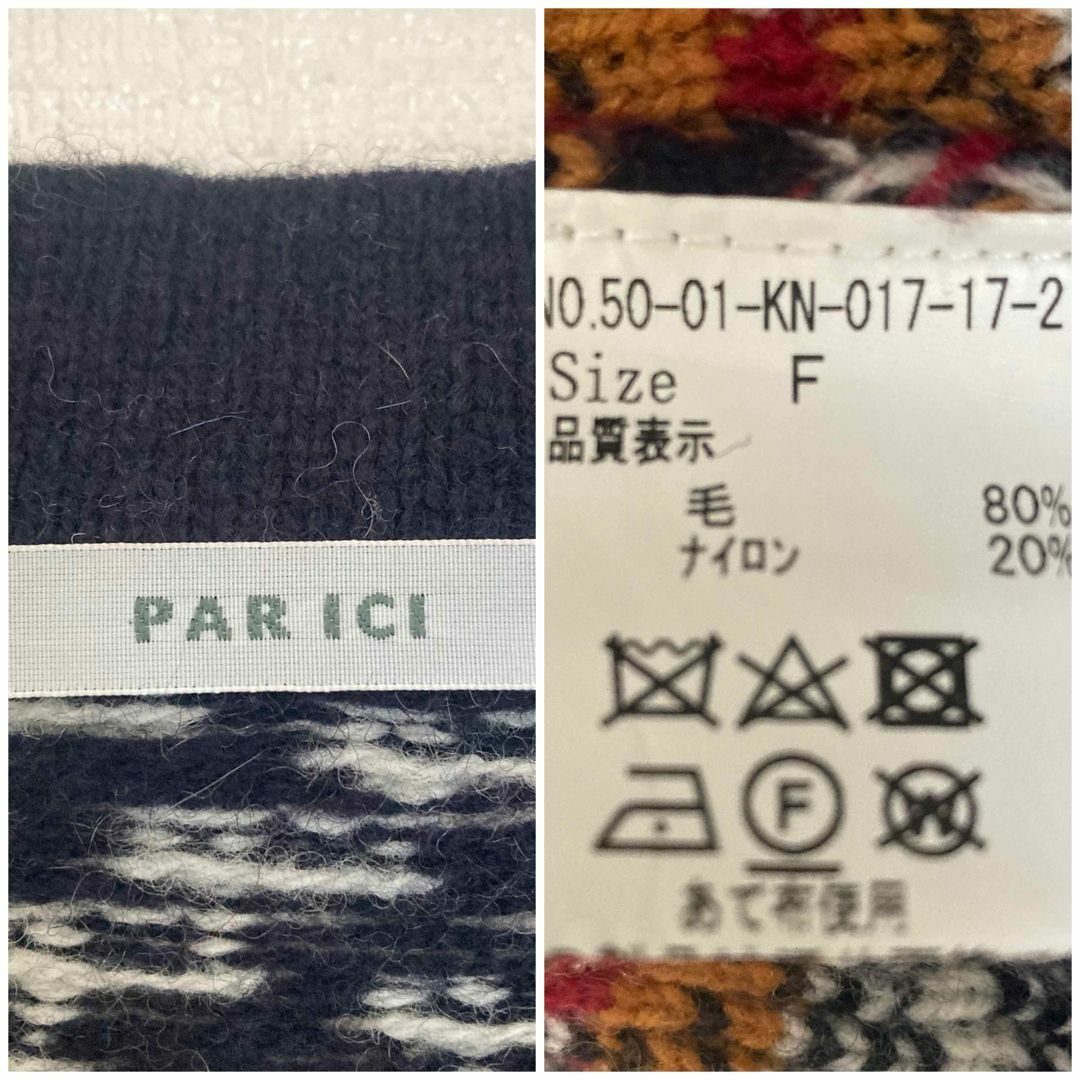 PAR ICI
NO.50-01-KN-017-17-2
Size F
品質表示
毛 80%
ナイロン 20%
F
W
あて布使用